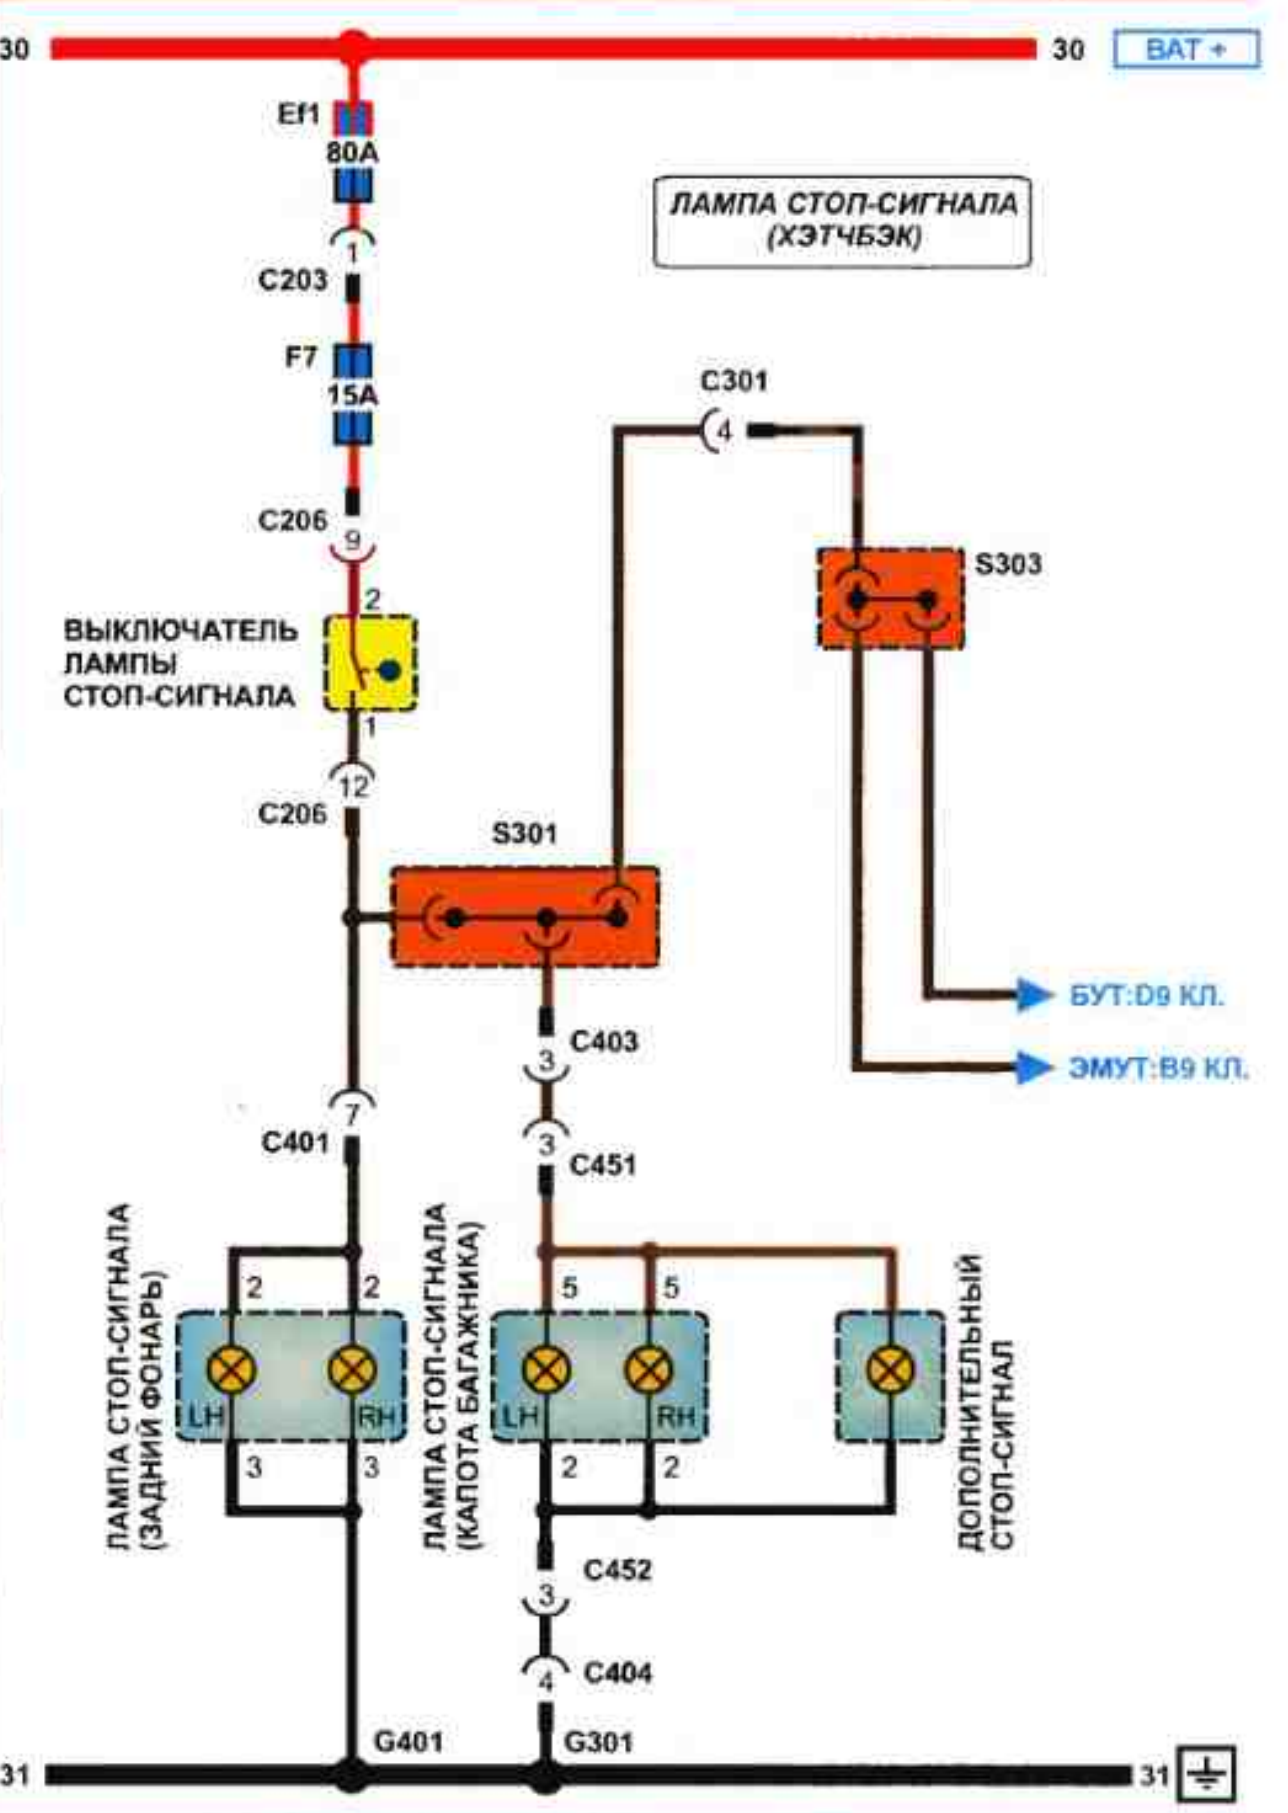 30
30
BAT +
Ef1
80A
ЛАМПА СТОП-СИГНАЛА
(ХЭТЧБЭК)
1
C203
F7
15A
C301
4
C206
9
S303
2
ВЫКЛЮЧАТЕЛЬ
ЛАМПЫ
СТОП-СИГНАЛА
1
12
C206
S301
БУТ:D9 КЛ.
C403
3
ЭМУТ:B9 КЛ.
7
C401
3
C451
ЛАМПА СТОП-СИГНАЛА
(ЗАДНИЙ ФОНАРЬ)
2
2
LH
RH
3
3
ЛАМПА СТОП-СИГНАЛА
(КАПОТА БАГАЖНИКА)
5
5
LH
RH
2
2
ДОПОЛНИТЕЛЬНЫЙ
СТОП-СИГНАЛ
C452
3
C404
4
G401
G301
31
31